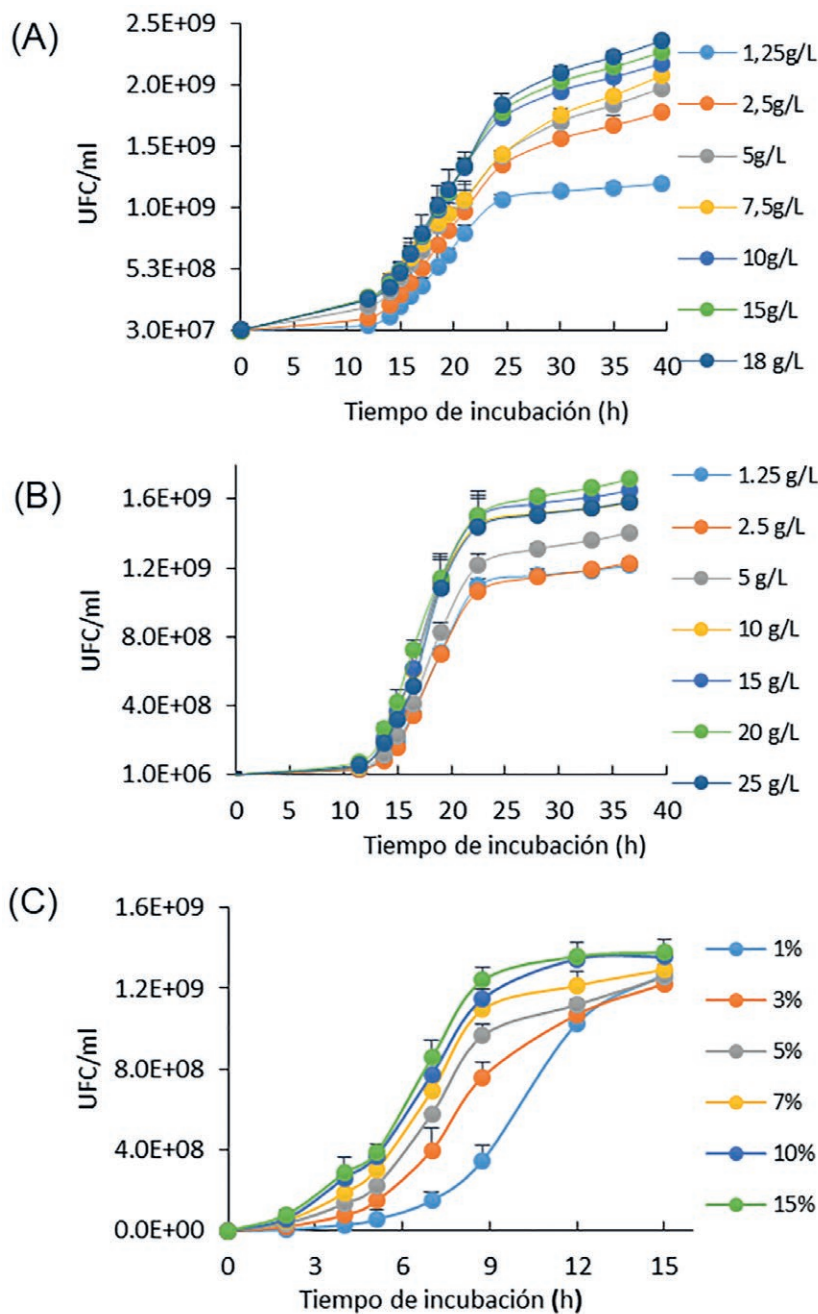 (A)
2.5E+09
2.0E+09
1.5E+09
1.0E+09
5.3E+08
3.0E+07
UFC/ml
0 5 10 15 20 25 30 35 40
Tiempo de incubación (h)
1,25g/L
2,5g/L
5g/L
7,5g/L
10g/L
15g/L
18 g/L
(B)
1.6E+09
1.2E+09
8.0E+08
4.0E+08
1.0E+06
UFC/ml
0 5 10 15 20 25 30 35 40
Tiempo de incubación (h)
1.25 g/L
2.5 g/L
5 g/L
10 g/L
15 g/L
20 g/L
25 g/L
(C)
1.6E+09
1.2E+09
8.0E+08
4.0E+08
0.0E+00
UFC/ml
0 3 6 9 12 15
Tiempo de incubación (h)
1%
3%
5%
7%
10%
15%